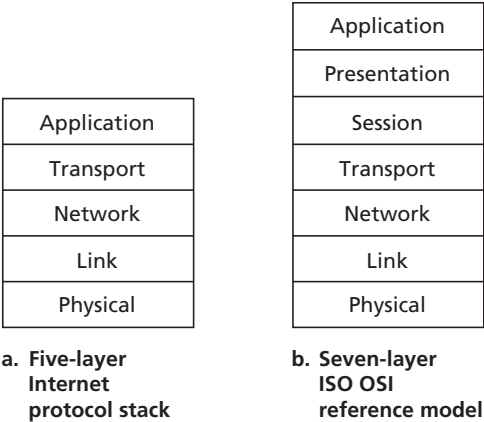 Application
Transport
Network
Link
Physical
a. Five-layer
Internet
protocol stack
Application
Presentation
Session
Transport
Network
Link
Physical
b. Seven-layer
ISO OSI
reference model